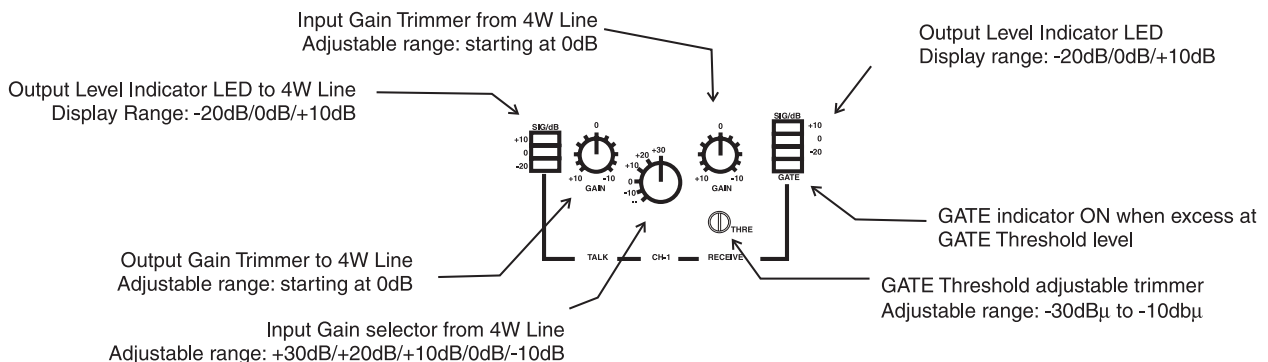 Input Gain Trimmer from 4W Line
Adjustable range: starting at 0dB
Output Level Indicator LED
Display range: -20dB/0dB/+10dB
Output Level Indicator LED to 4W Line
Display Range: -20dB/0dB/+10dB
SIG/dB
+10
0
-20
0
+10
-10
GAIN
+30
+20
+10
0
-10
--
0
+10
-10
GAIN
SIG/dB
+10
0
-20
GATE
THRE
TALK
CH-1
RECEIVE
GATE indicator ON when excess at
GATE Threshold level
Output Gain Trimmer to 4W Line
Adjustable range: starting at 0dB
GATE Threshold adjustable trimmer
Adjustable range: -30dBµ to -10dbµ
Input Gain selector from 4W Line
Adjustable range: +30dB/+20dB/+10dB/0dB/-10dB